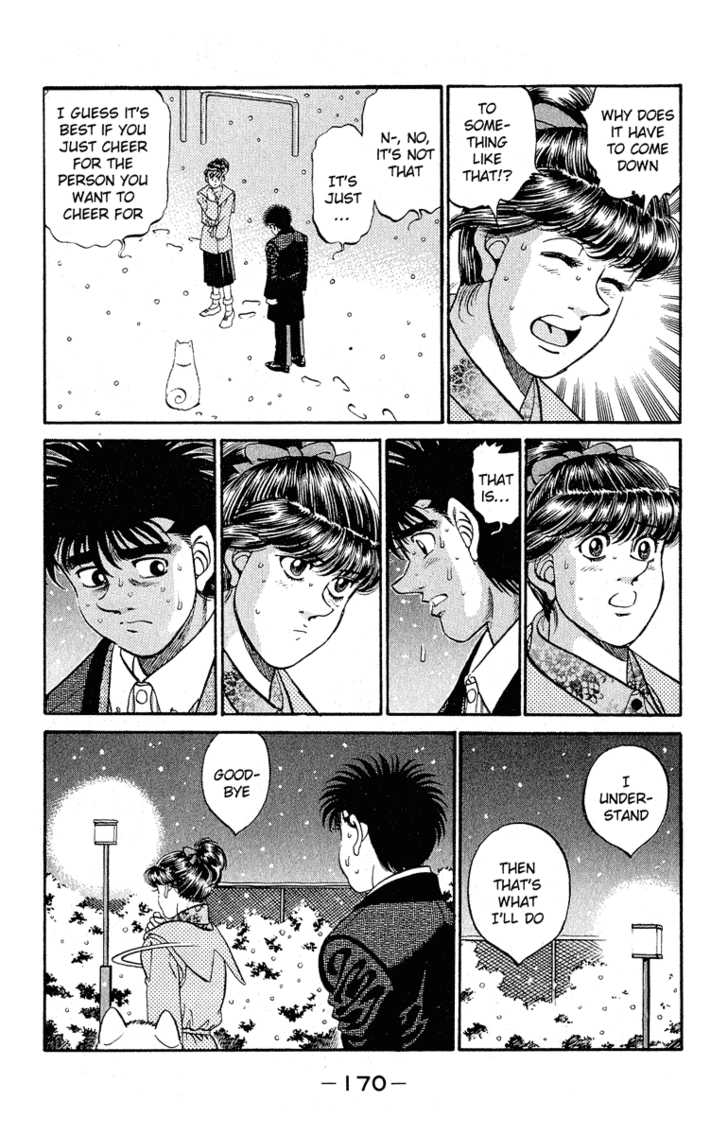 WHY DOES
IT HAVE
TO COME
DOWN
TO
SOME-
THING
LIKE
THAT!?
N-, NO,
IT'S NOT
THAT
IT'S
JUST
...
I GUESS IT'S
BEST IF YOU
JUST CHEER
FOR THE
PERSON YOU
WANT TO
CHEER FOR
THAT
IS...
I
UNDER-
STAND
THEN
THAT'S
WHAT
I'LL DO
GOOD-
BYE
— 170 —